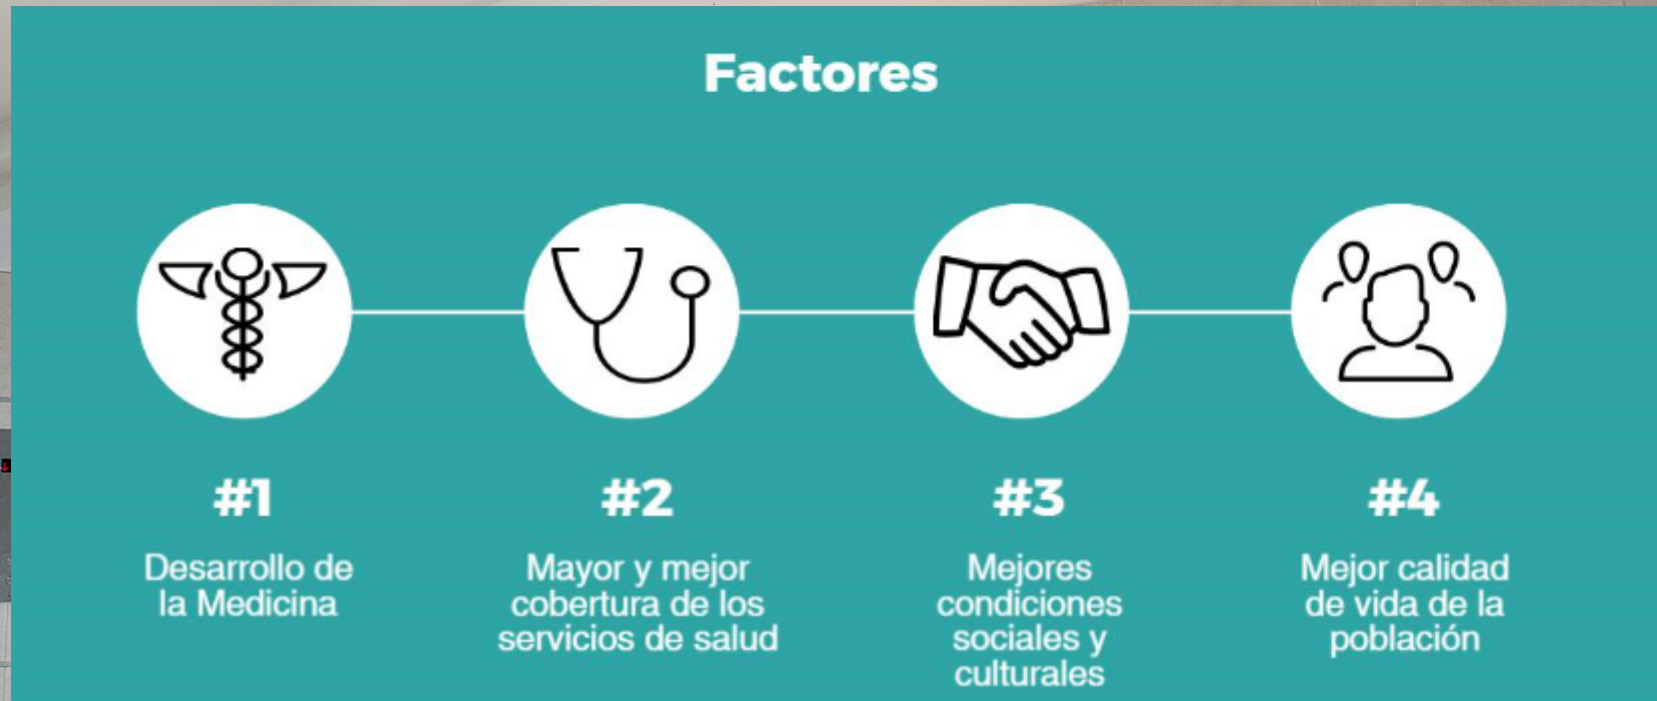 Factores
#1
Desarrollo de
la Medicina
#2
Mayor y mejor
cobertura de los
servicios de salud
#3
Mejores
condiciones
sociales y
culturales
#4
Mejor calidad
de vida de la
población